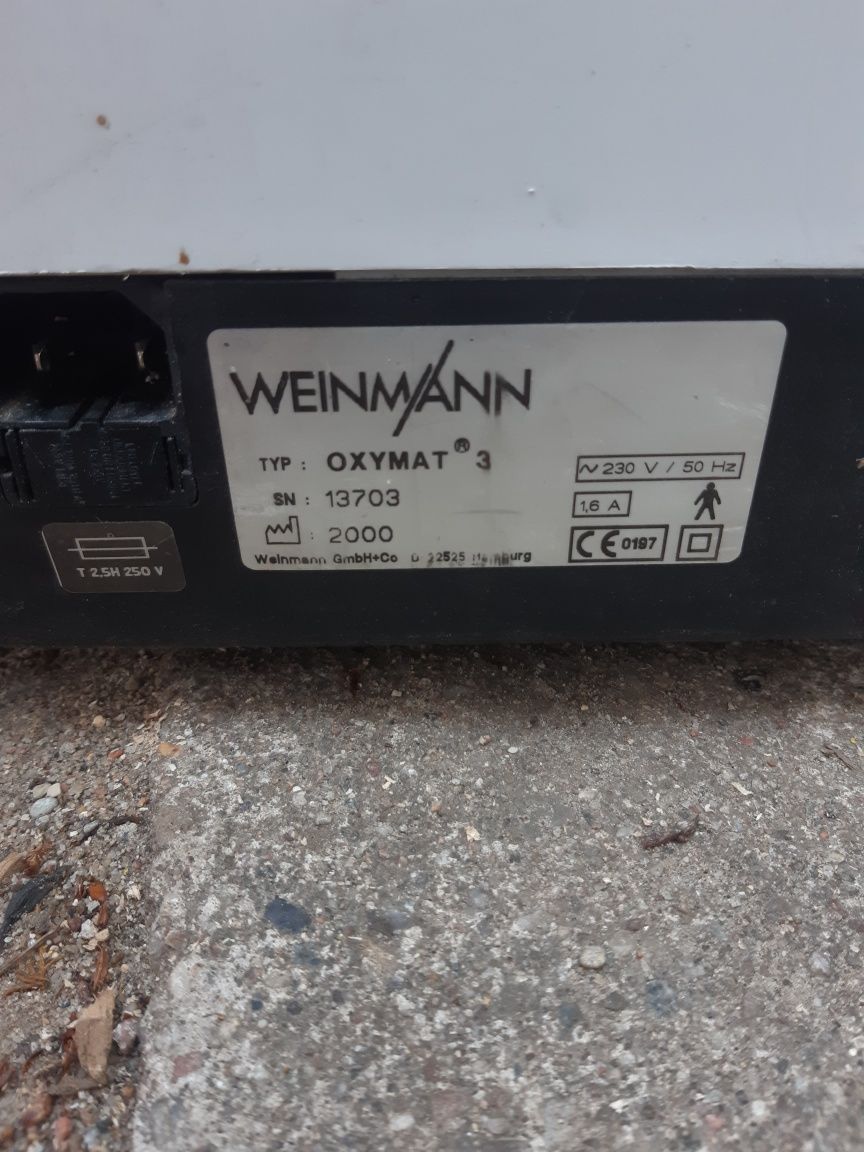 WEINMANN
TYP : OXYMAT® 3
SN : 13703
: 2000
Weinmann GmbH+Co D 22525 Hamburg
~ 230 V / 50 Hz
1,6 A
CE 0197
T 2,5H 250 V